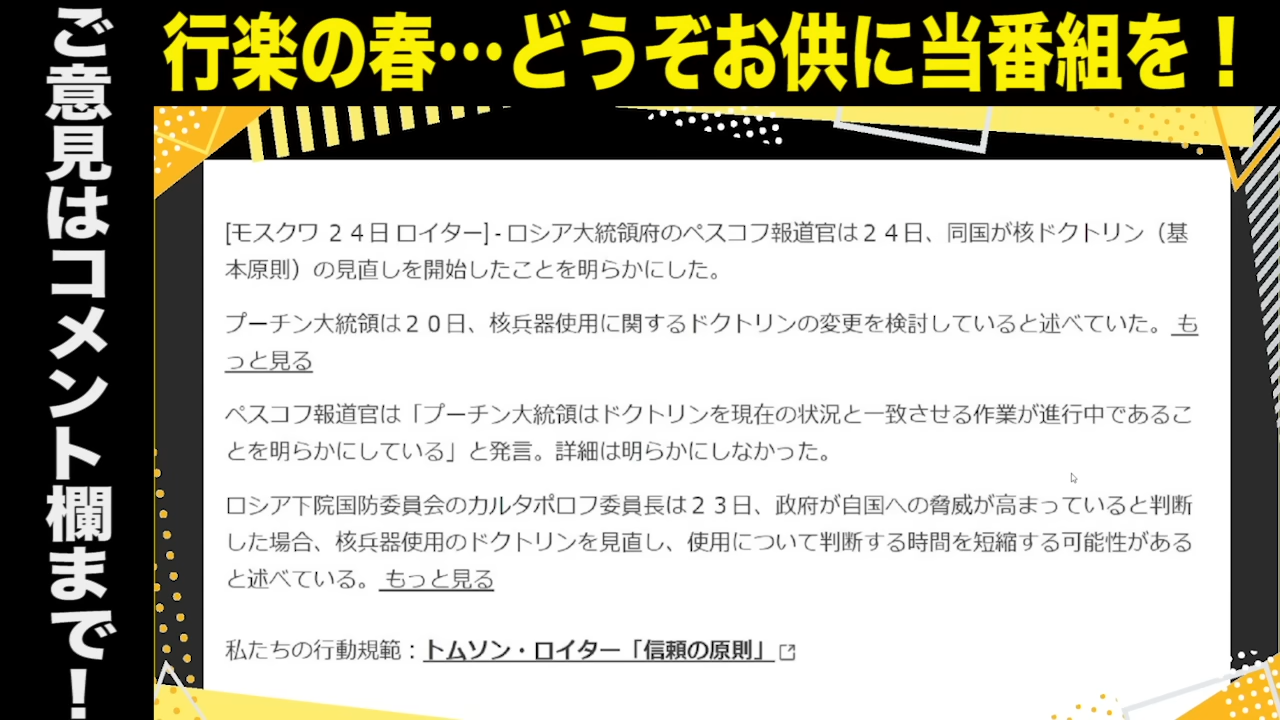 行楽の春…どうぞお供に当番組を！
ご意見はコメント欄まで！
[モスクワ ２４日 ロイター] - ロシア大統領府のペスコフ報道官は２４日、同国が核ドクトリン（基
本原則）の見直しを開始したことを明らかにした。
プーチン大統領は２０日、核兵器使用に関するドクトリンの変更を検討していると述べていた。 も
っと見る
ペスコフ報道官は「プーチン大統領はドクトリンを現在の状況と一致させる作業が進行中であるこ
とを明らかにしている」と発言。詳細は明らかにしなかった。
ロシア下院国防委員会のカルタポロフ委員長は２３日、政府が自国への脅威が高まっていると判断
した場合、核兵器使用のドクトリンを見直し、使用について判断する時間を短縮する可能性がある
と述べている。 もっと見る
私たちの行動規範：トムソン・ロイター「信頼の原則」